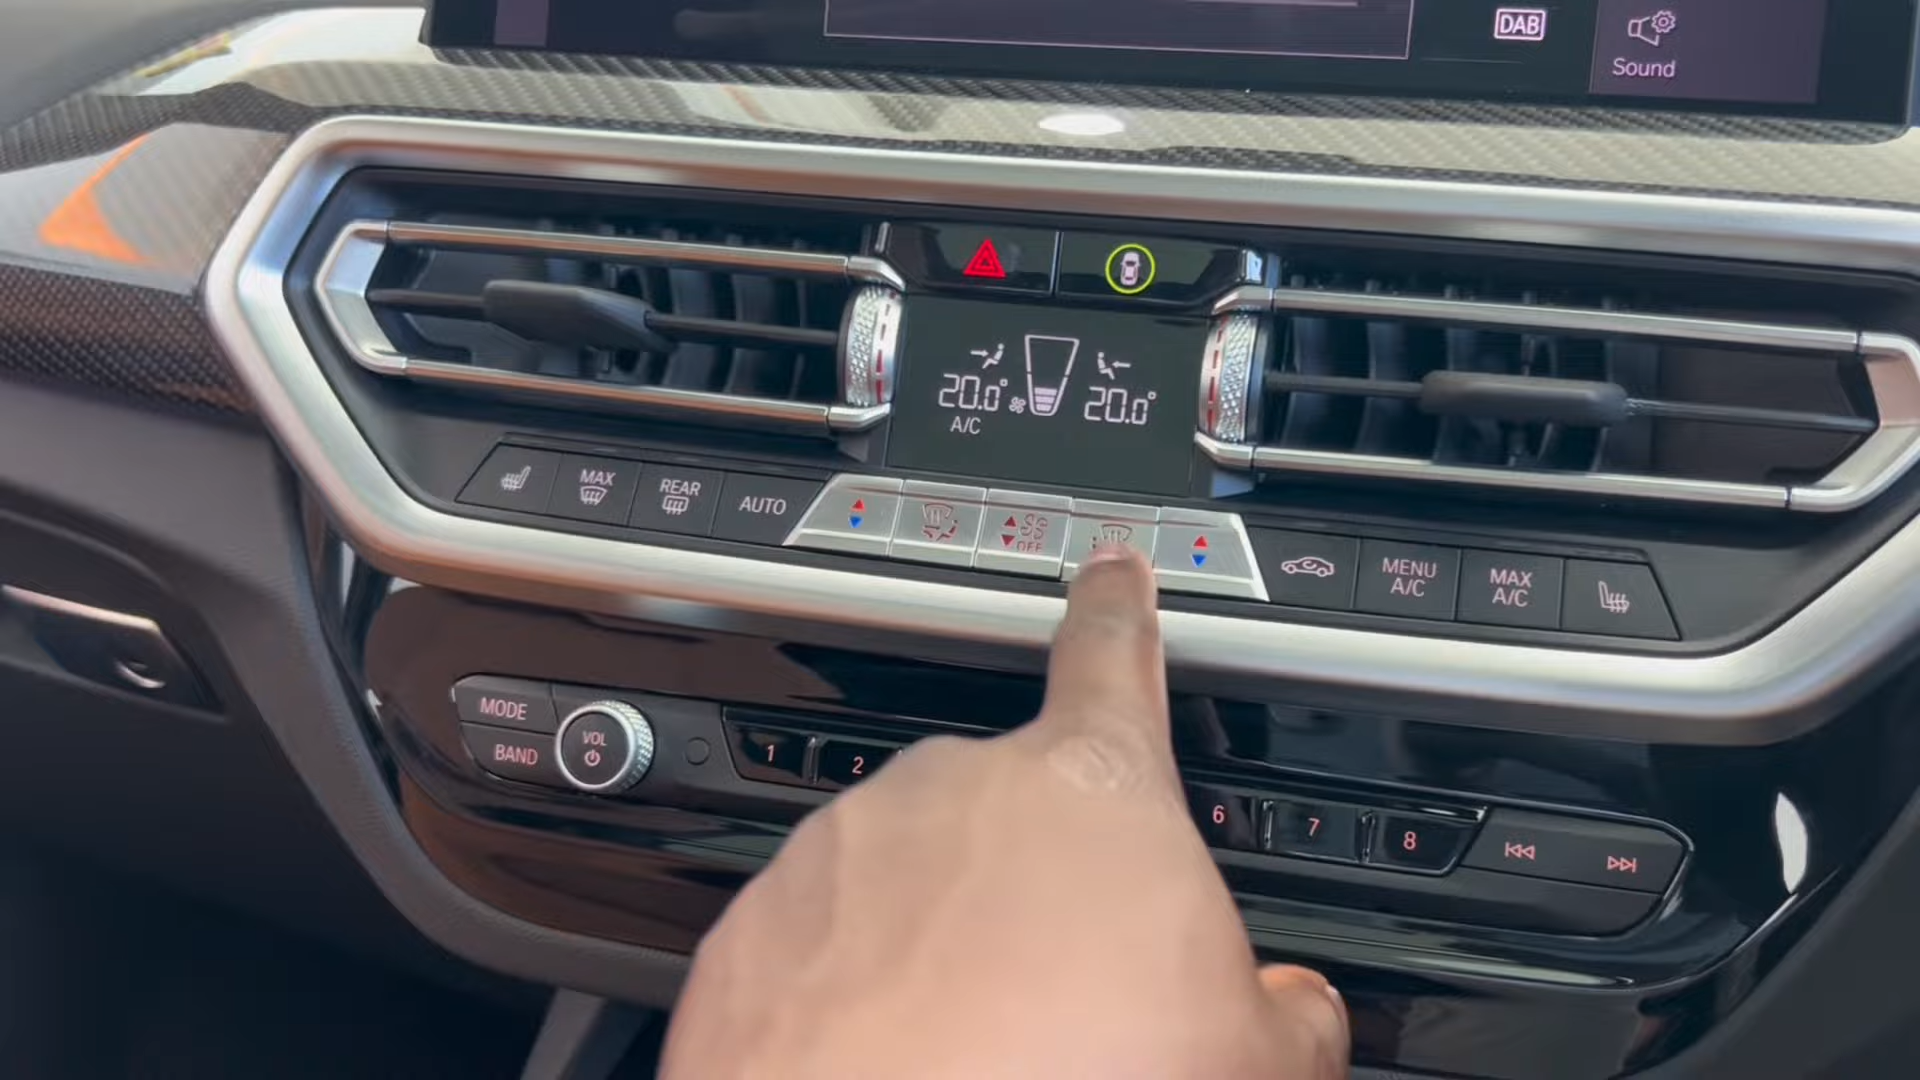 DAB
Sound
20.0°
20.0°
A/C
MAX
REAR
AUTO
OFF
MENU
A/C
MAX
A/C
MODE
BAND
VOL
1
2
6
7
8